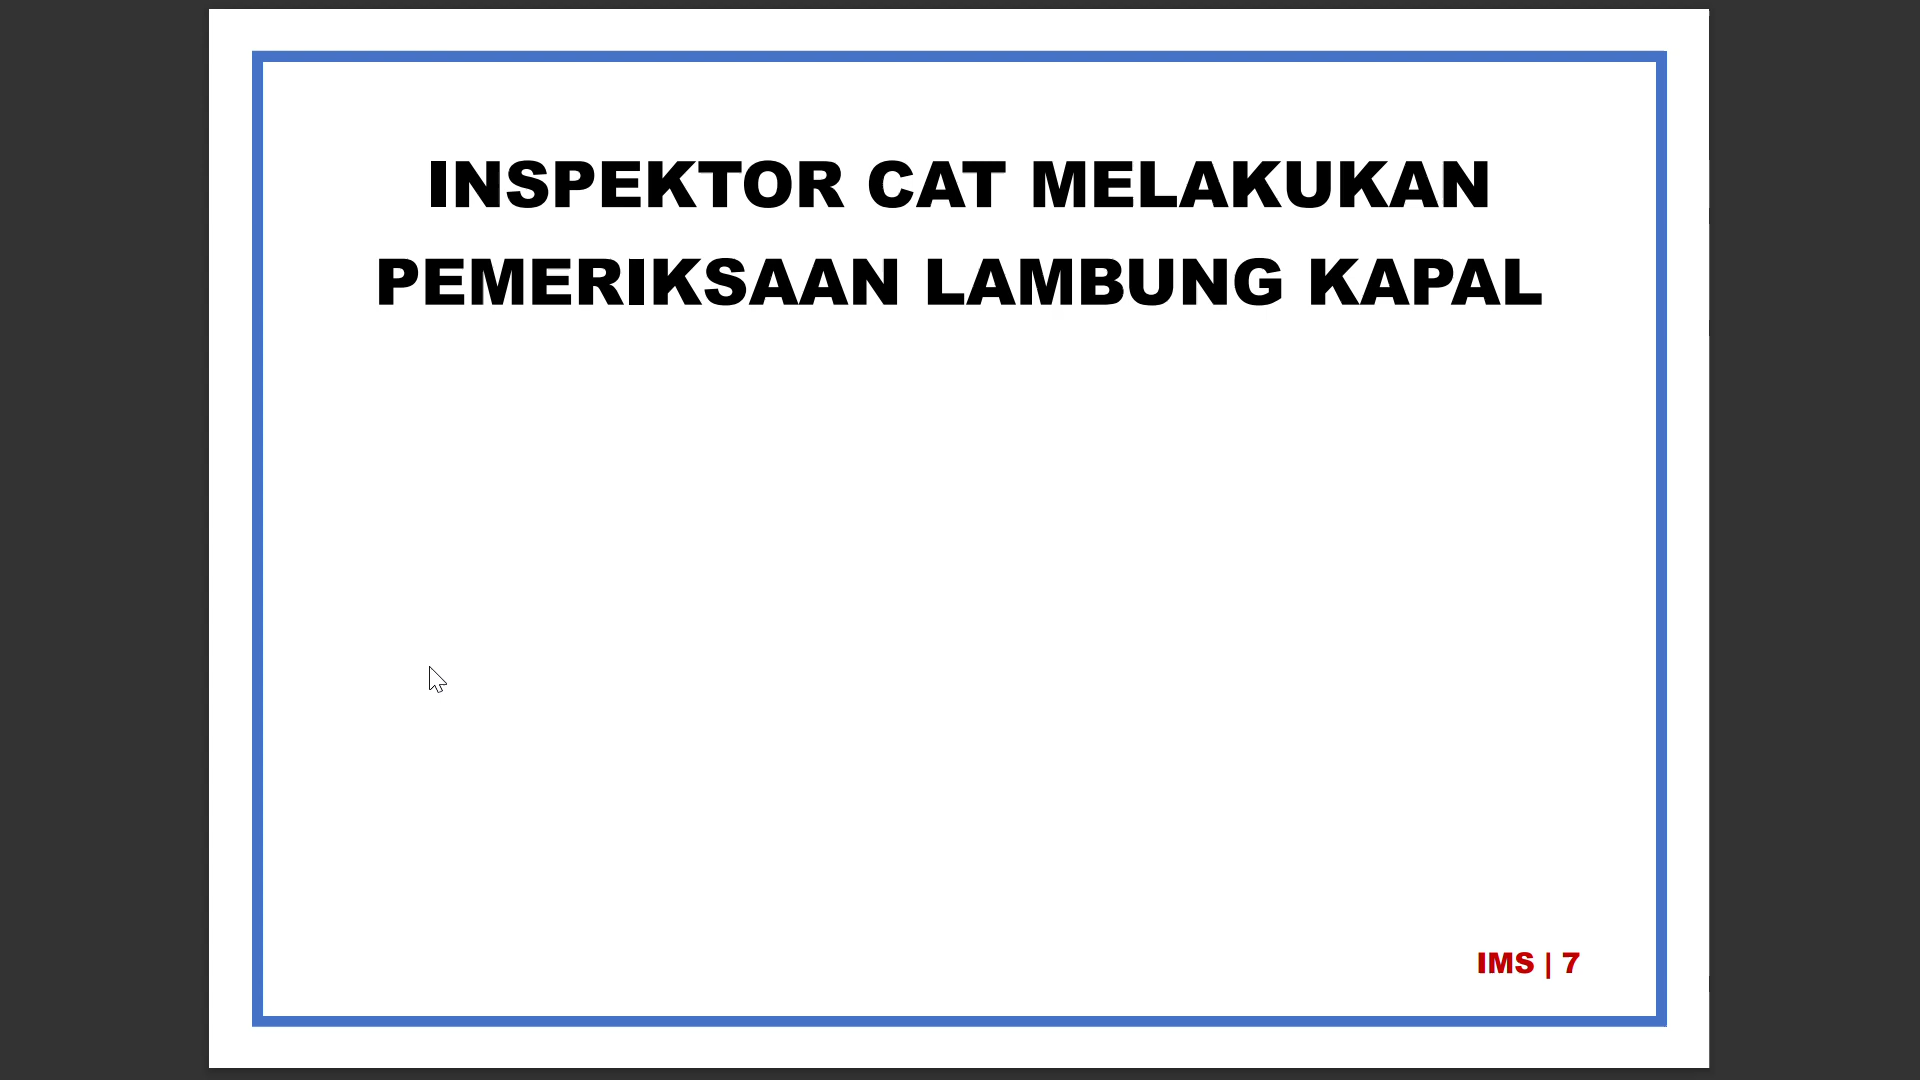 INSPEKTOR CAT MELAKUKAN
PEMERIKSAAN LAMBUNG KAPAL
IMS | 7